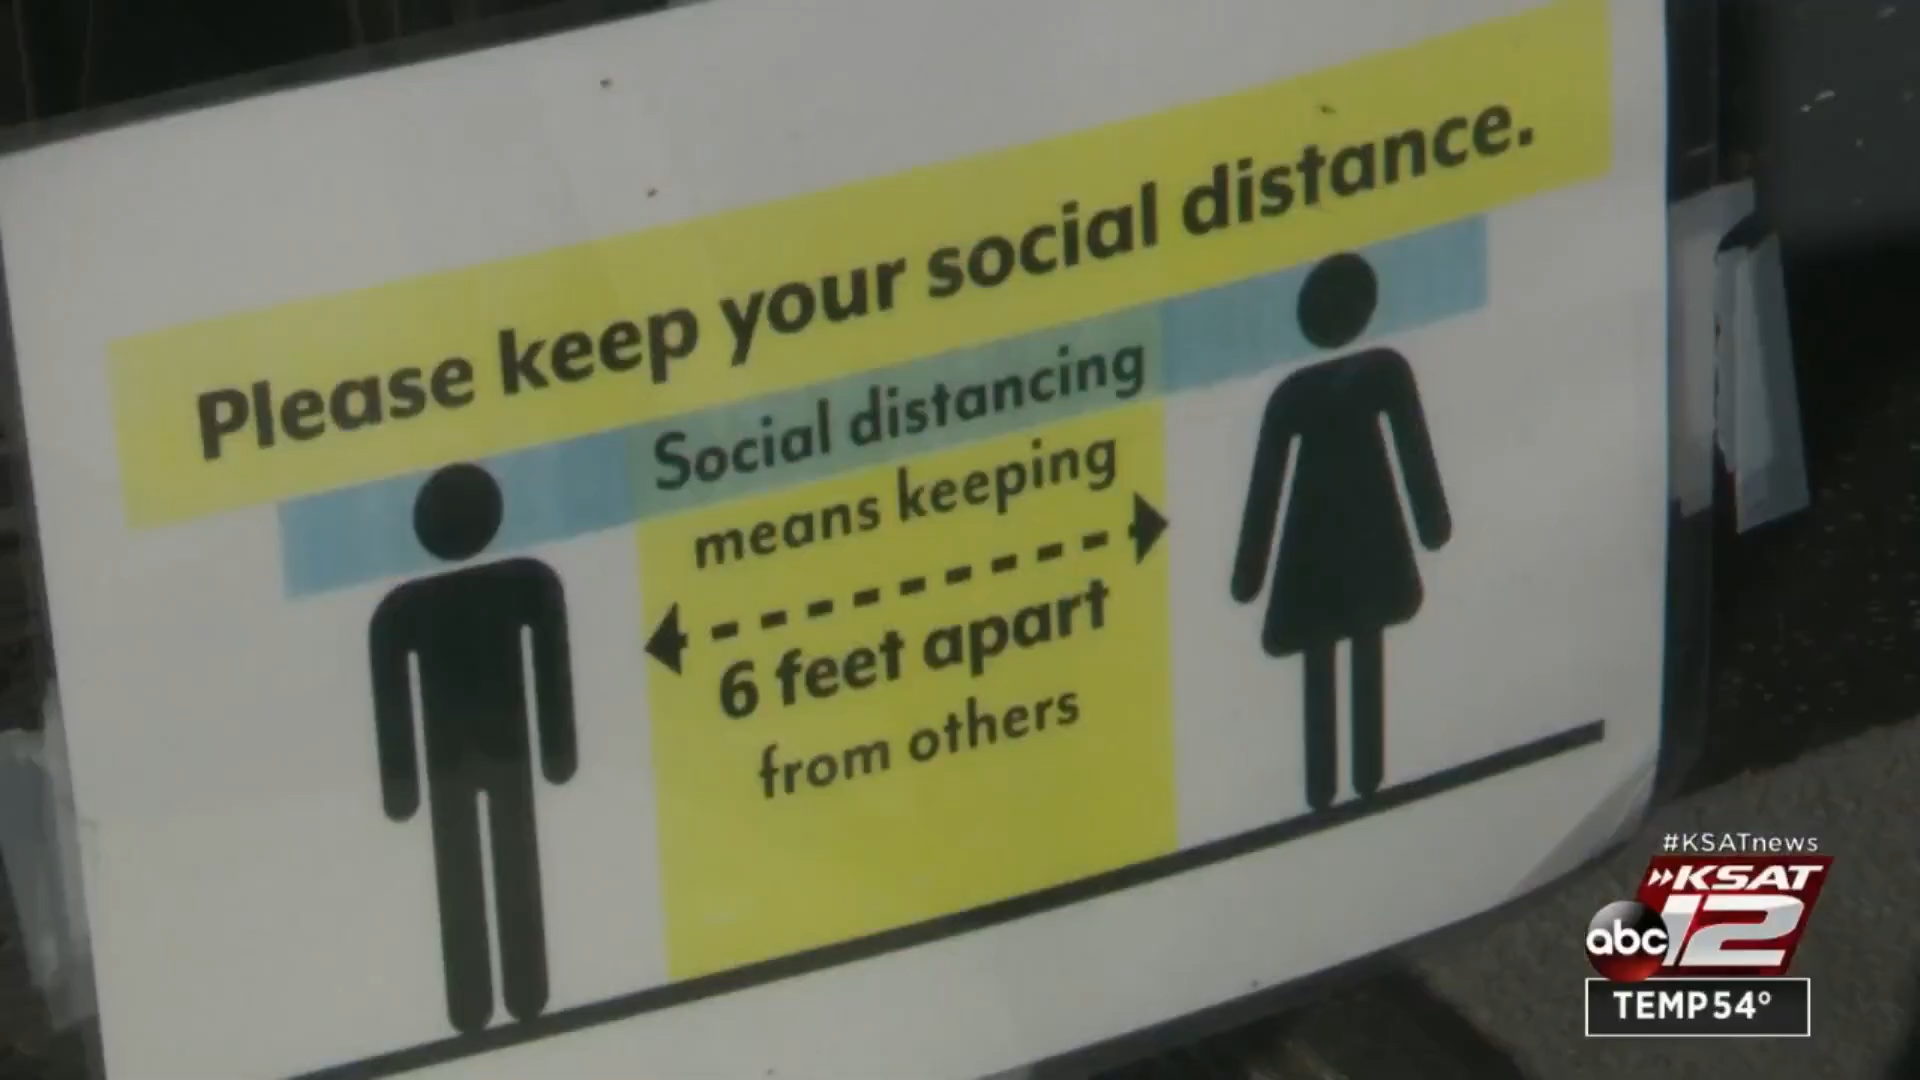 Please keep your social distance.
Social distancing
means keeping
6 feet apart
from others
#KSATnews
KSAT
abc 12
TEMP 54°